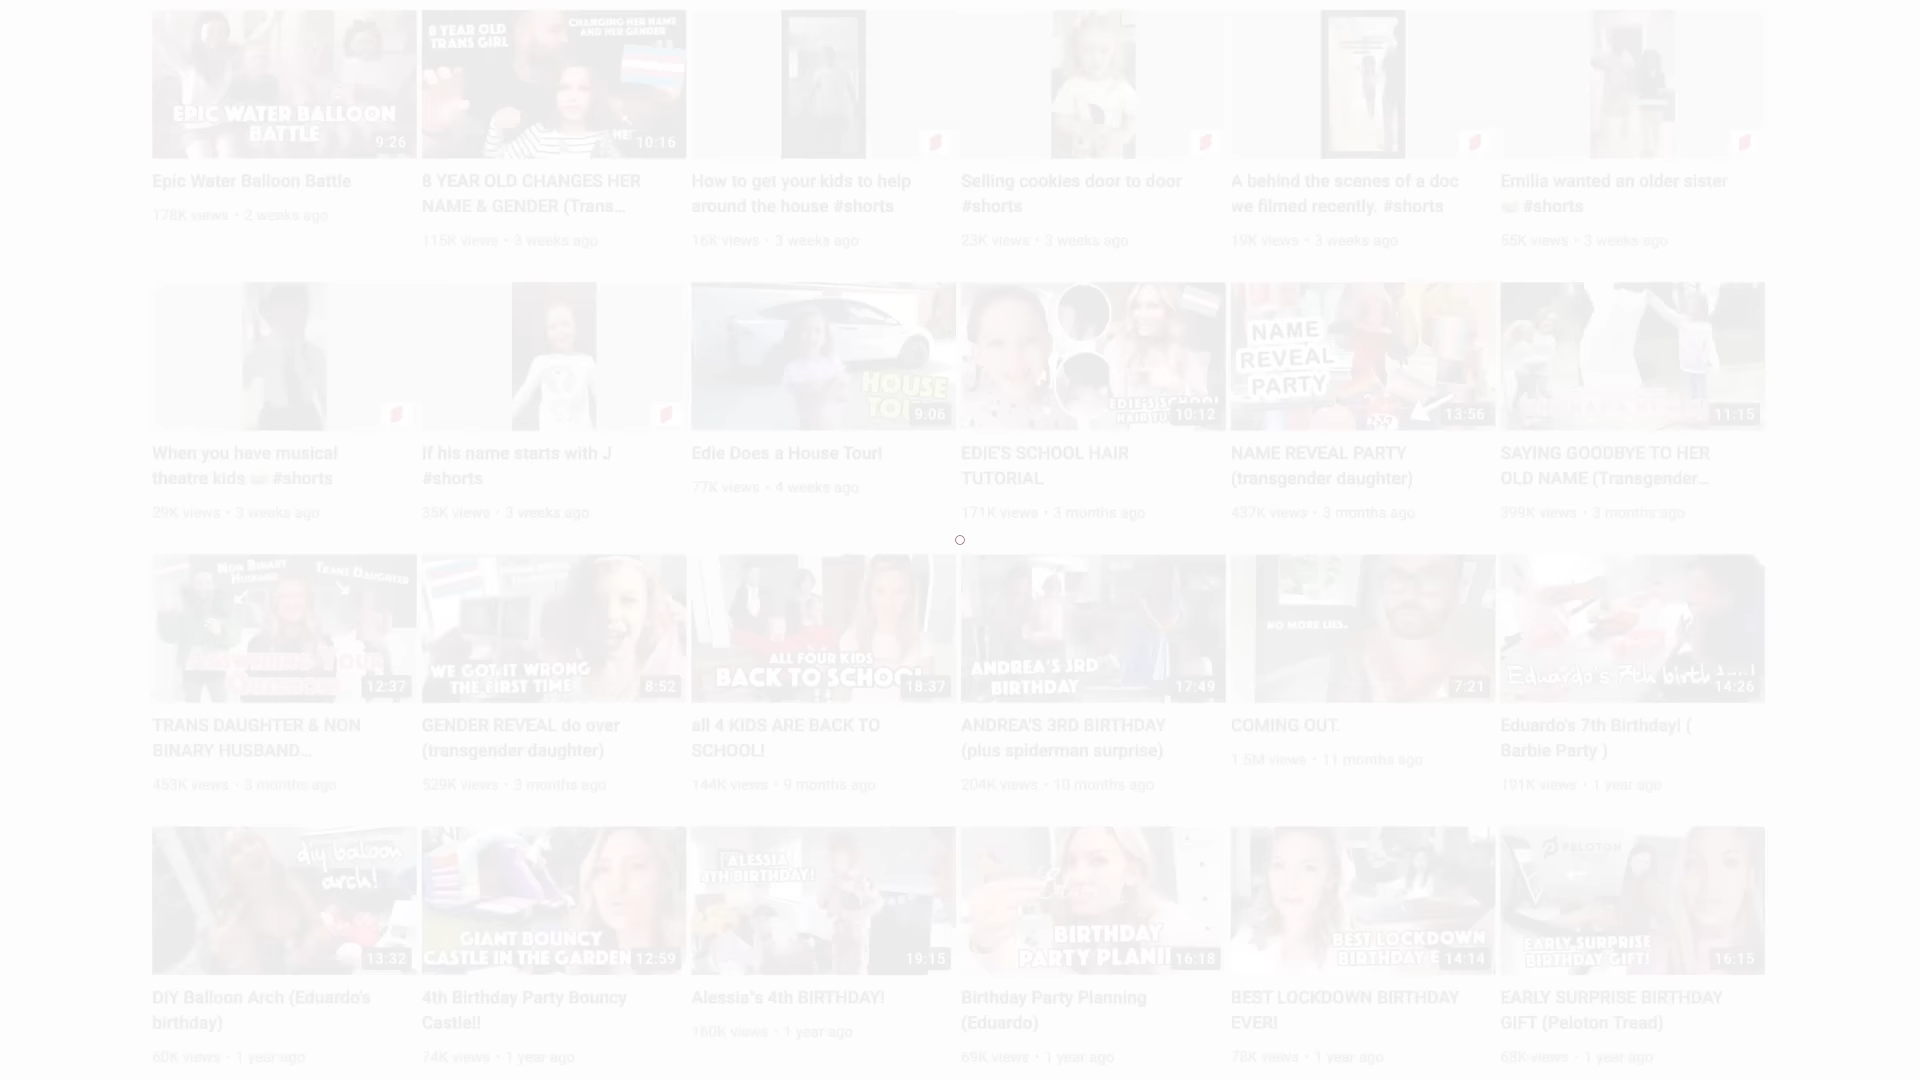 8 YEAR OLD
TRANS GIRL
CHANGING HER NAME
AND HER GENDER
EPIC WATER BALLOON
BATTLE
9:26
10:16
Epic Water Balloon Battle
178K views • 2 weeks ago
8 YEAR OLD CHANGES HER
NAME & GENDER (Trans...
115K views • 3 weeks ago
How to get your kids to help
around the house #shorts
16K views • 3 weeks ago
Selling cookies door to door
#shorts
23K views • 3 weeks ago
A behind the scenes of a doc
we filmed recently. #shorts
19K views • 3 weeks ago
Emilia wanted an older sister
#shorts
55K views • 3 weeks ago
HOUSE
9:06
10:12
NAME
REVEAL
PARTY
13:56
11:15
When you have musical
theatre kids #shorts
29K views • 3 weeks ago
If his name starts with J
#shorts
35K views • 3 weeks ago
Edie Does a House Tour!
77K views • 4 weeks ago
EDIE'S SCHOOL HAIR
TUTORIAL
171K views • 3 months ago
NAME REVEAL PARTY
(transgender daughter)
437K views • 3 months ago
SAYING GOODBYE TO HER
OLD NAME (Transgender...
399K views • 3 months ago
NON BINARY
HUSBAND
TRANS DAUGHTER
12:37
WE GOT IT WRONG
THE FIRST TIME
8:52
ALL FOUR KIDS
BACK TO SCHOOL
18:37
ANDREA'S 3RD
BIRTHDAY
17:49
NO MORE LIES.
7:21
Eduardo's 7th birthday!
14:26
TRANS DAUGHTER & NON
BINARY HUSBAND...
453K views • 3 months ago
GENDER REVEAL do over
(transgender daughter)
529K views • 3 months ago
all 4 KIDS ARE BACK TO
SCHOOL!
144K views • 9 months ago
ANDREA'S 3RD BIRTHDAY
(plus spiderman surprise)
204K views • 10 months ago
COMING OUT.
1.5M views • 11 months ago
Eduardo's 7th Birthday! (
Barbie Party )
191K views • 1 year ago
diy baloon
arch!
13:32
GIANT BOUNCY
CASTLE IN THE GARDEN
12:59
ALESSIA
4TH BIRTHDAY!
19:15
BIRTHDAY
PARTY PLANNI
16:18
BEST LOCKDOWN
BIRTHDAY E
14:14
PELOTON
EARLY SURPRISE
BIRTHDAY GIFT!
16:15
DIY Balloon Arch (Eduardo's
birthday)
60K views • 1 year ago
4th Birthday Party Bouncy
Castle!!
74K views • 1 year ago
Alessia's 4th BIRTHDAY!
160K views • 1 year ago
Birthday Party Planning
(Eduardo)
69K views • 1 year ago
BEST LOCKDOWN BIRTHDAY
EVER!
78K views • 1 year ago
EARLY SURPRISE BIRTHDAY
GIFT (Peloton Tread)
68K views • 1 year ago